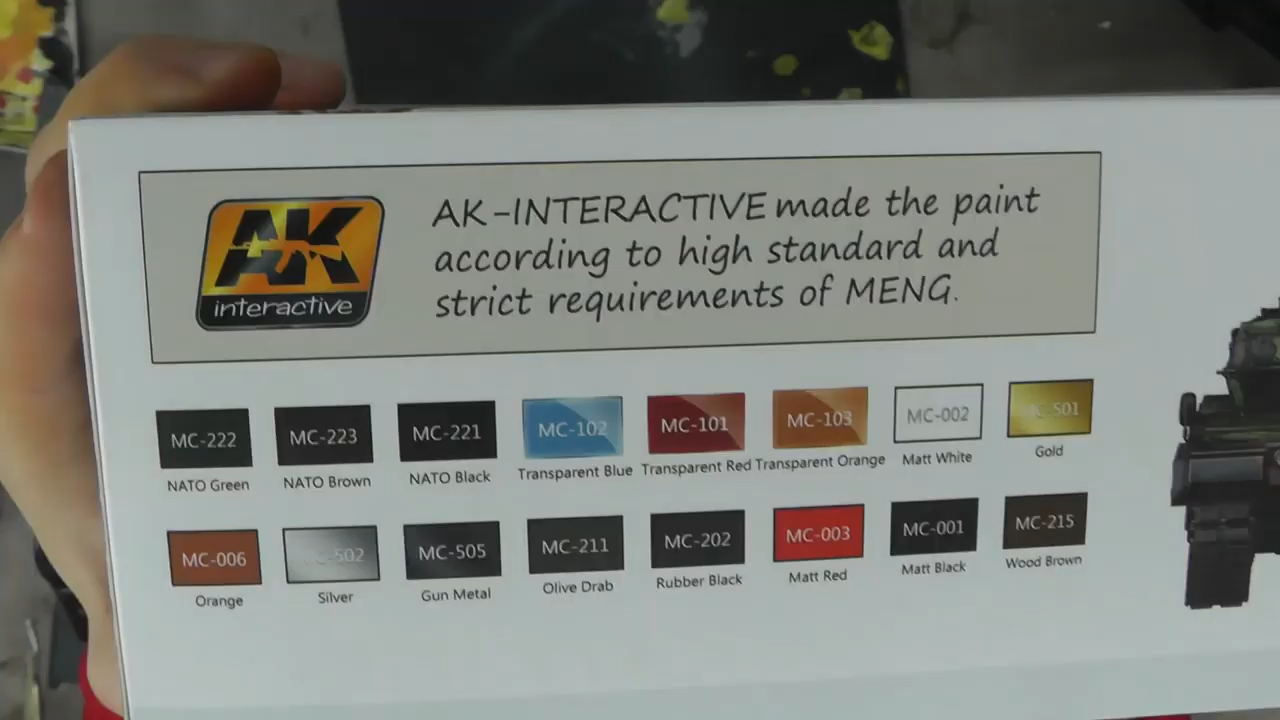 AK
interactive
AK-INTERACTIVE made the paint
according to high standard and
strict requirements of MENG.
MC-222 MC-223 MC-221 MC-102 MC-101 MC-103 MC-002 MC-501
NATO Green NATO Brown NATO Black Transparent Blue Transparent Red Transparent Orange Matt White Gold
MC-006 MC-502 MC-505 MC-211 MC-202 MC-003 MC-001 MC-215
Orange Silver Gun Metal Olive Drab Rubber Black Matt Red Matt Black Wood Brown